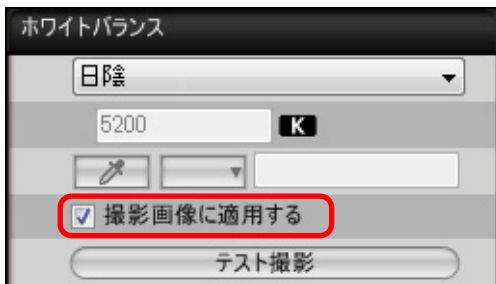 ホワイトバランス
日陰
5200 K
撮影画像に適用する
テスト撮影